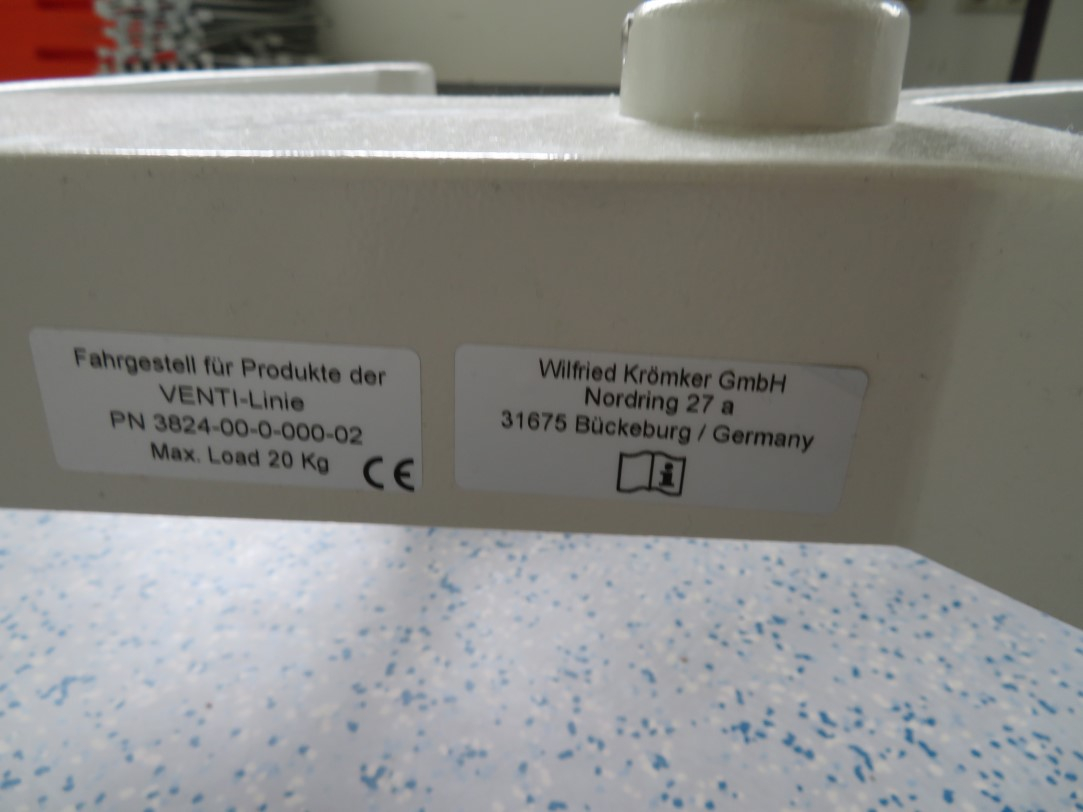 Fahrgestell für Produkte der
VENTI-Linie
PN 3824-00-0-000-02
Max. Load 20 Kg
CE
Wilfried Krömker GmbH
Nordring 27 a
31675 Bückeburg / Germany
i